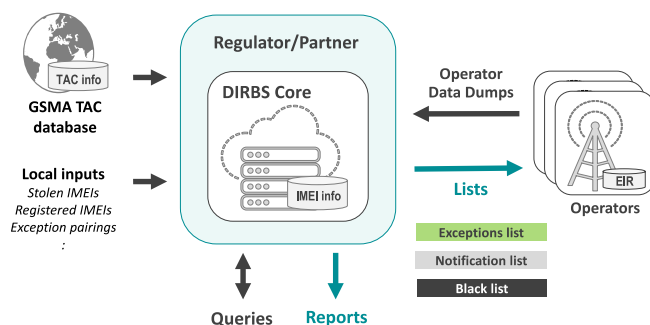 TAC info
GSMA TAC
database
Local inputs
Stolen IMEIs
Registered IMEIs
Exception pairings
:
Regulator/Partner
DIRBS Core
IMEI info
Queries
Reports
Operator
Data Dumps
Lists
EIR
Operators
Exceptions list
Notification list
Black list